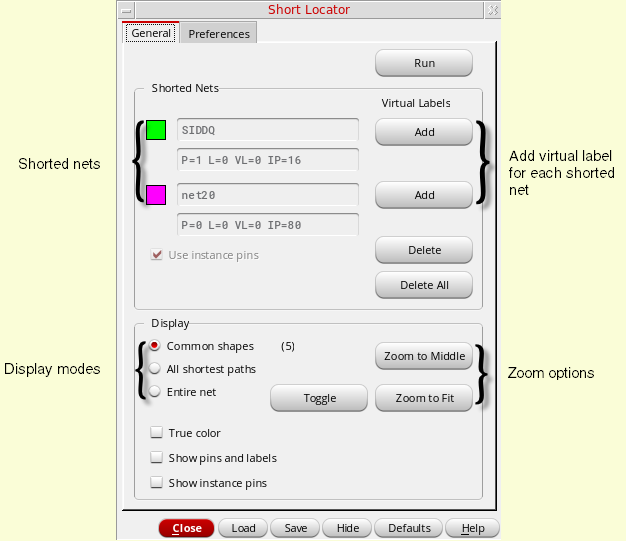 Short Locator
General
Preferences
Run
Shorted Nets
Virtual Labels
SIDDQ
Add
P=1 L=0 VL=0 IP=16
Shorted nets
Add virtual label
for each shorted
net
net20
Add
P=0 L=0 VL=0 IP=80
Use instance pins
Delete
Delete All
Display
Common shapes (5)
Zoom to Middle
Display modes
All shortest paths
Zoom options
Entire net
Toggle
Zoom to Fit
True color
Show pins and labels
Show instance pins
Close
Load
Save
Hide
Defaults
Help